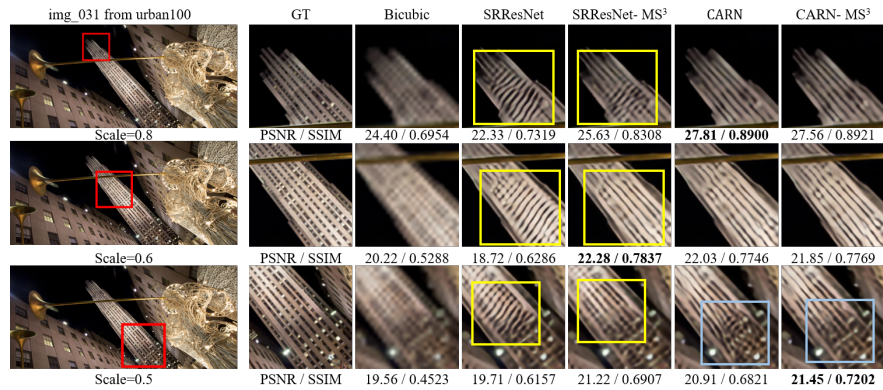 img_031 from urban100 GT Bicubic SRResNet SRResNet- MS³ CARN CARN- MS³
Scale=0.8 PSNR / SSIM 24.40 / 0.6954 22.33 / 0.7319 25.63 / 0.8308 27.81 / 0.8900 27.56 / 0.8921
Scale=0.6 PSNR / SSIM 20.22 / 0.5288 18.72 / 0.6286 22.28 / 0.7837 22.03 / 0.7746 21.85 / 0.7769
Scale=0.5 PSNR / SSIM 19.56 / 0.4523 19.71 / 0.6157 21.22 / 0.6907 20.91 / 0.6821 21.45 / 0.7202